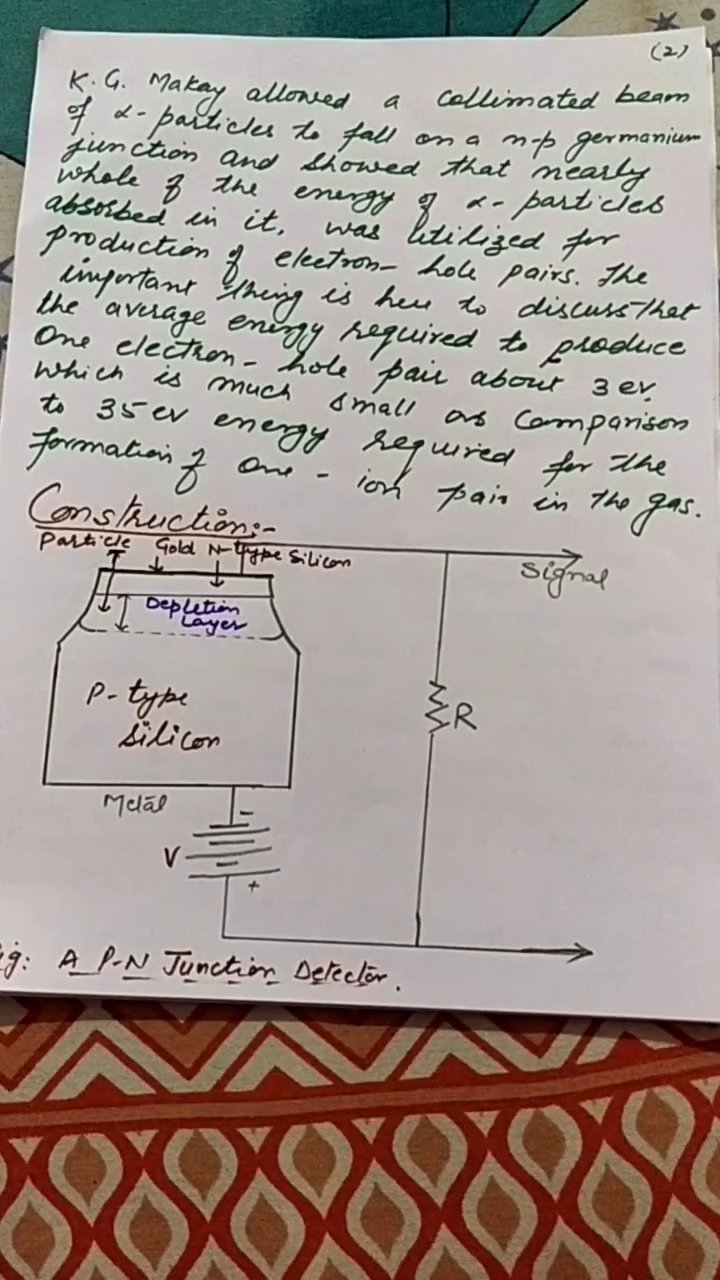 (2)
K.G. Makay allowed a collimated beam
of α-particles to fall on a n-p germanium
junction and showed that nearly
whole of the energy of α-particles
absorbed in it, was utilized for
production of electron-hole pairs. The
important thing is here to discuss that
the average energy required to produce
one electron-hole pair about 3 ev.
which is much small as comparison
to 35 ev energy required for the
formation of one-ion pair in the gas.
Construction:-
Particle Gold N-type Silicon
Signal
Depletion
Layer
P-type
Silicon
R
Metal
-
V
+
ig: A P-N Junction Detector.